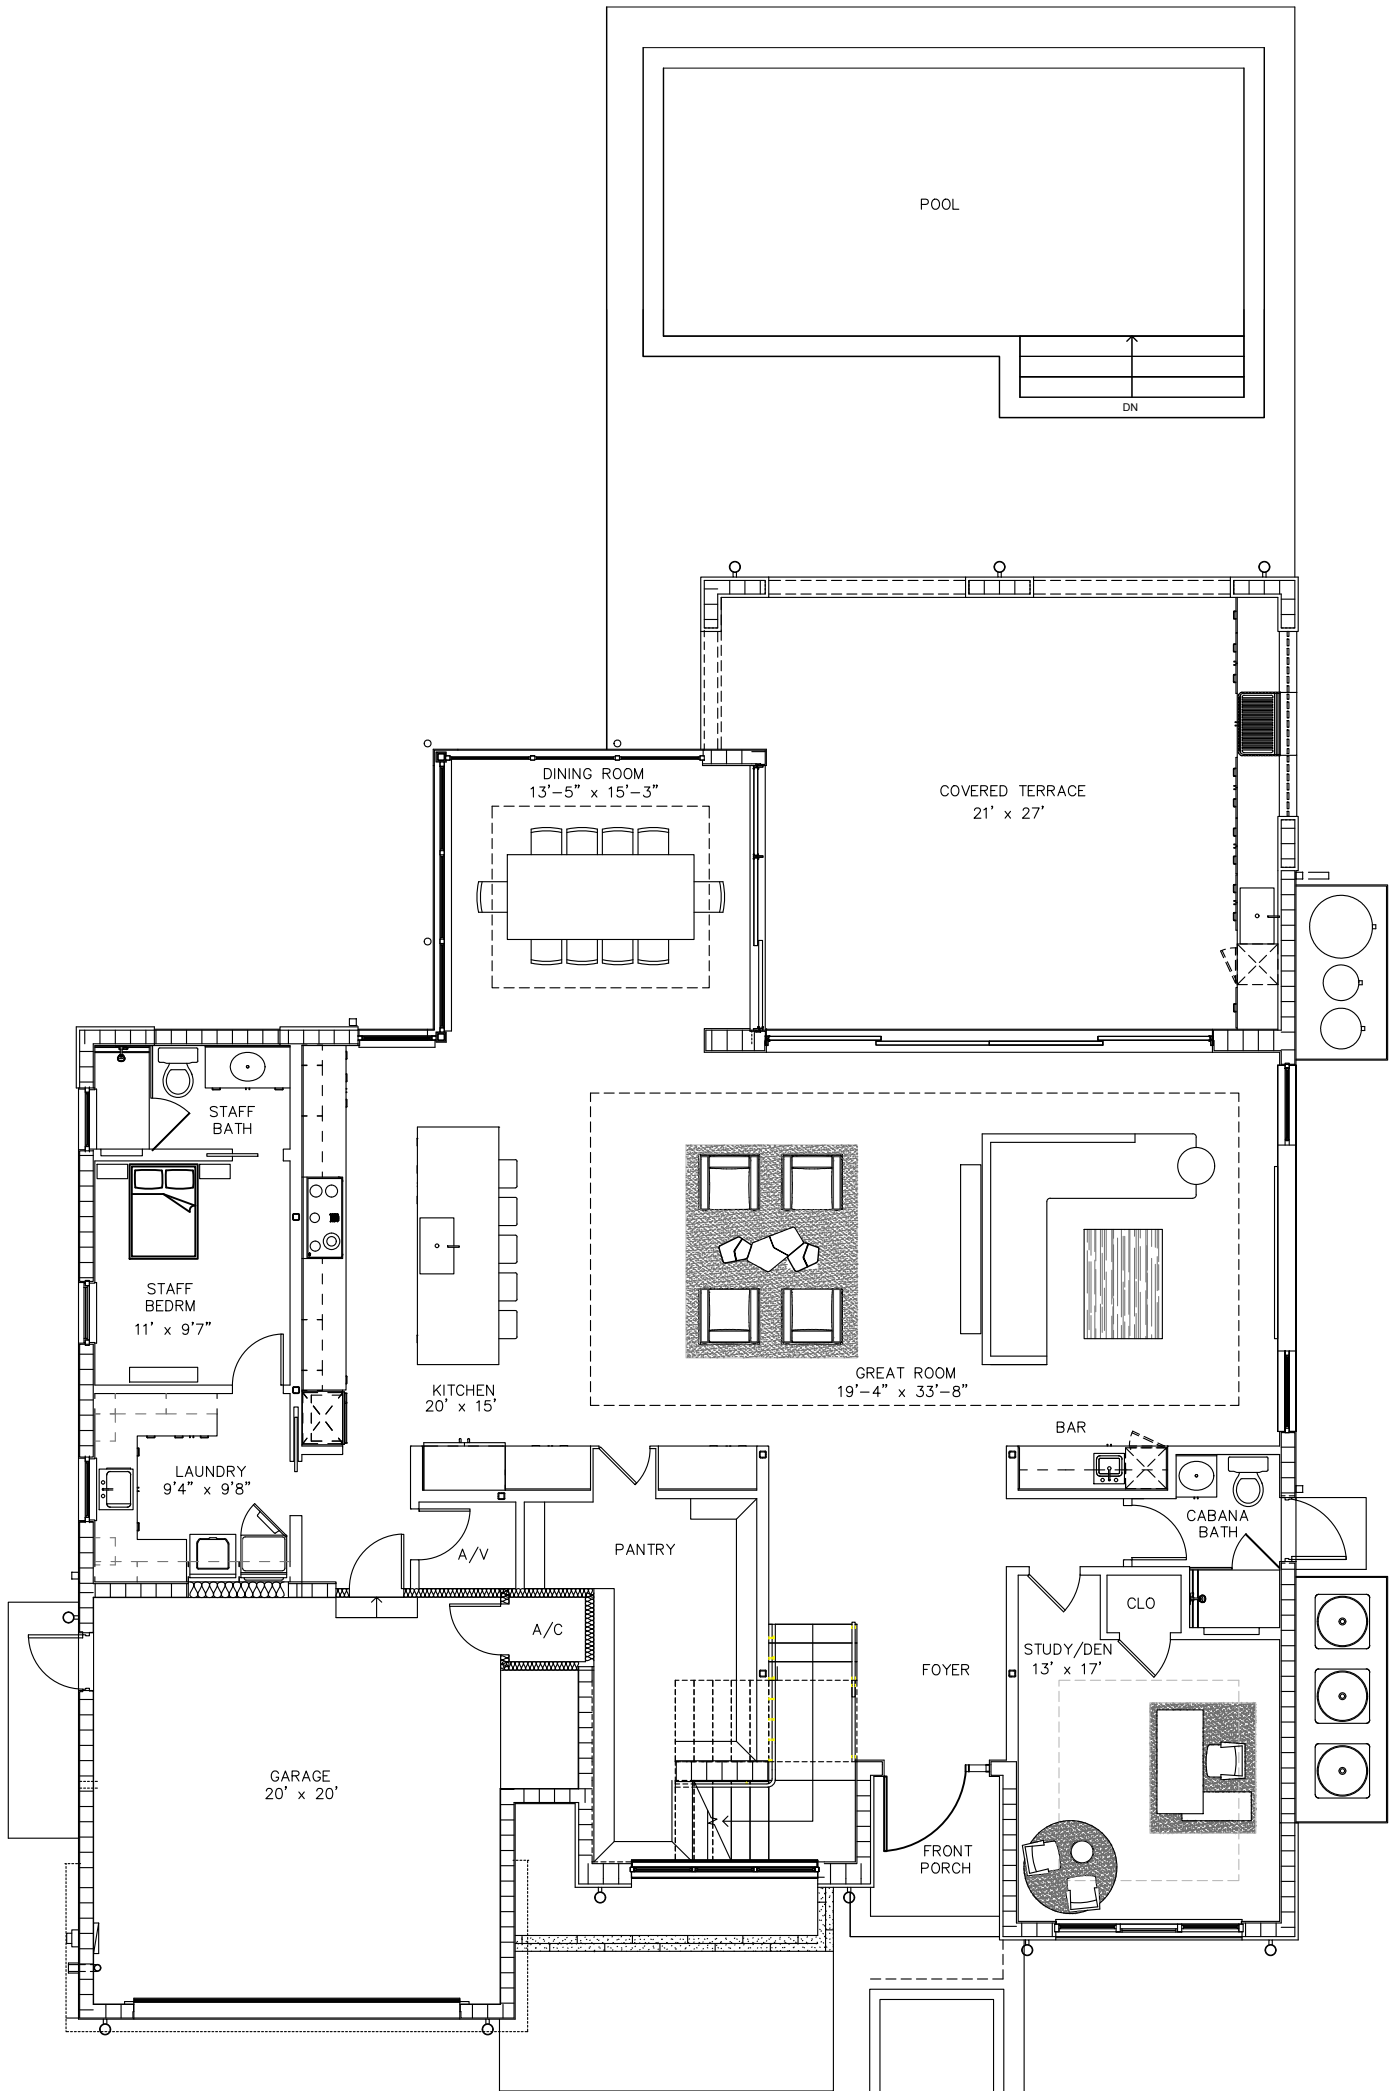 POOL
DN
DINING ROOM
13'-5" x 15'-3"
COVERED TERRACE
21' x 27'
STAFF
BATH
STAFF
BEDRM
11' x 9'7"
KITCHEN
20' x 15'
GREAT ROOM
19'-4" x 33'-8"
BAR
LAUNDRY
9'4" x 9'8"
CABANA
BATH
A/V
PANTRY
CLO
A/C
STUDY/DEN
13' x 17'
FOYER
GARAGE
20' x 20'
FRONT
PORCH